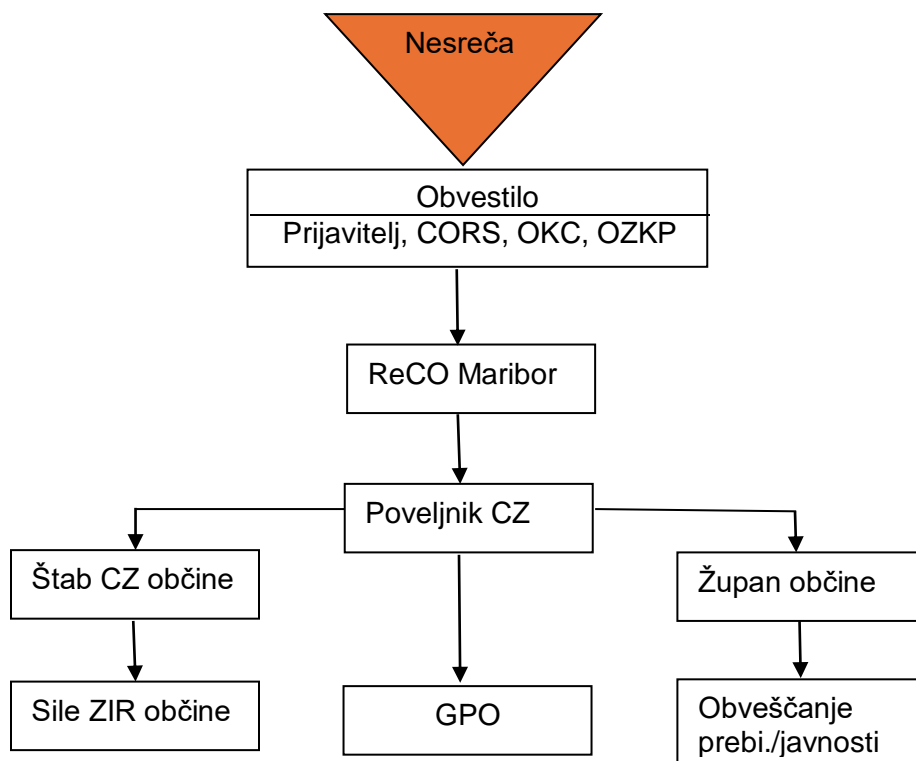 Nesreča
Obvestilo
Prijavitelj, CORS, OKC, OZKP
ReCO Maribor
Poveljnik CZ
Štab CZ občine
Župan občine
Sile ZIR občine
GPO
Obveščanje
prebi./javnosti